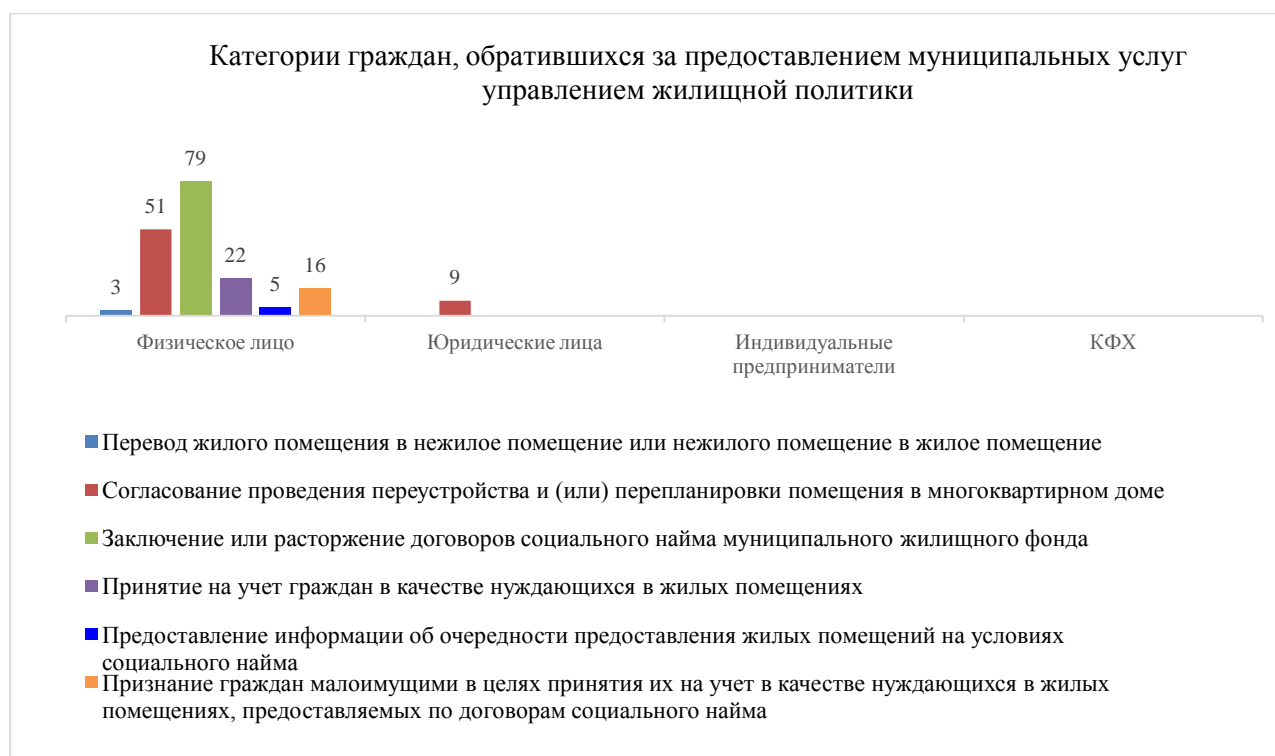 Категории граждан, обратившихся за предоставлением муниципальных услуг
управлением жилищной политики
79
51
22
16
3
5
9
Физическое лицо
Юридические лица
Индивидуальные
предприниматели
КФХ
Перевод жилого помещения в нежилое помещение или нежилого помещение в жилое помещение
Согласование проведения переустройства и (или) перепланировки помещения в многоквартирном доме
Заключение или расторжение договоров социального найма муниципального жилищного фонда
Принятие на учет граждан в качестве нуждающихся в жилых помещениях
Предоставление информации об очередности предоставления жилых помещений на условиях
социального найма
Признание граждан малоимущими в целях принятия их на учет в качестве нуждающихся в жилых
помещениях, предоставляемых по договорам социального найма